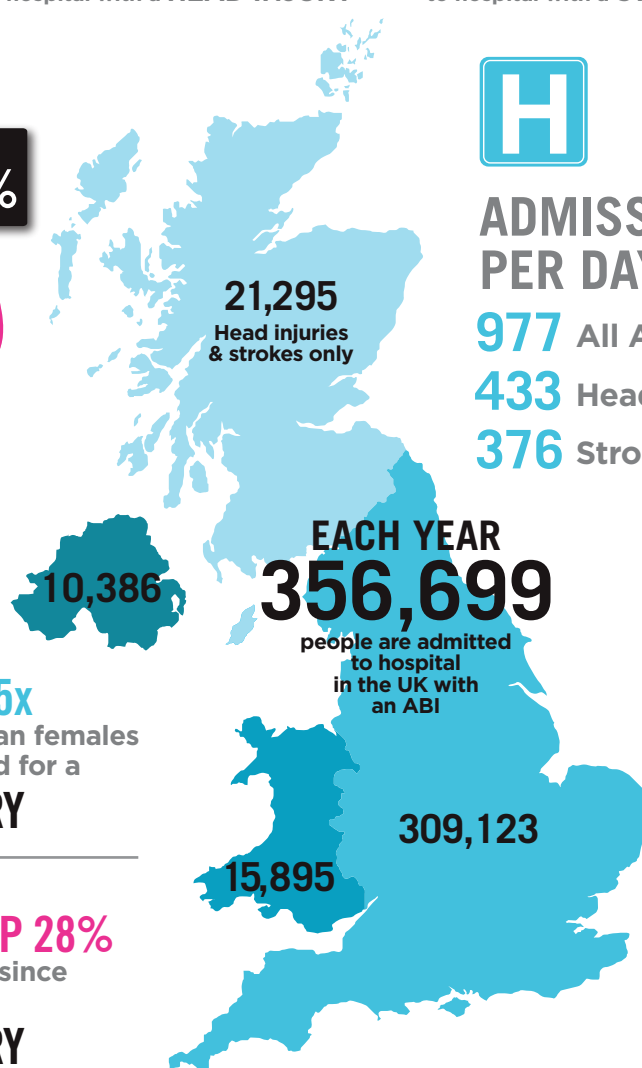 H
%
ADMISS
PER DAY
977 All A
433 Head
376 Stro
21,295
Head injuries
& strokes only
EACH YEAR
356,699
people are admitted
to hospital
in the UK with
an ABI
10,386
5x
an females
d for a
RY
309,123
15,895
P 28%
since
RY